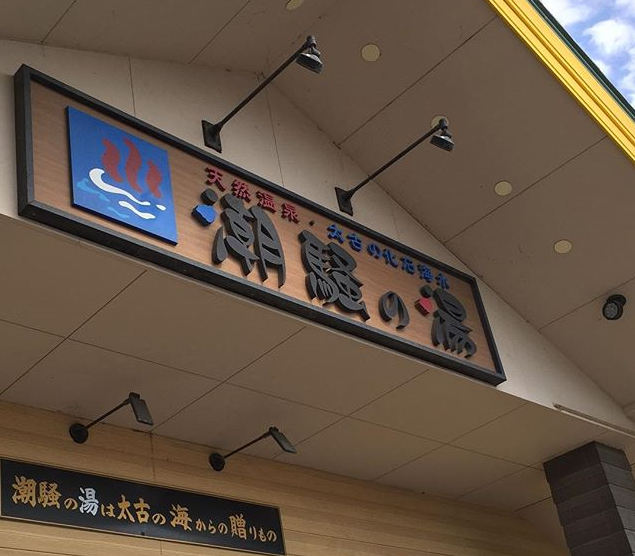 天然温泉・太古の化石海水
潮騒の湯
潮騒の湯は太古の海からの贈りもの